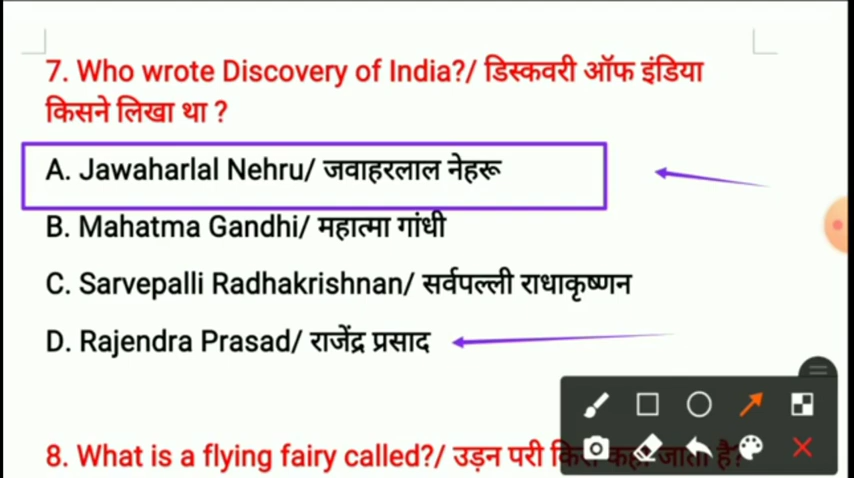 7. Who wrote Discovery of India?/ डिस्कवरी ऑफ इंडिया
किसने लिखा था ?
A. Jawaharlal Nehru/ जवाहरलाल नेहरू
B. Mahatma Gandhi/ महात्मा गांधी
C. Sarvepalli Radhakrishnan/ सर्वपल्ली राधाकृष्णन
D. Rajendra Prasad/ राजेंद्र प्रसाद
8. What is a flying fairy called?/ उड़न परी किसे कहा जाता है?